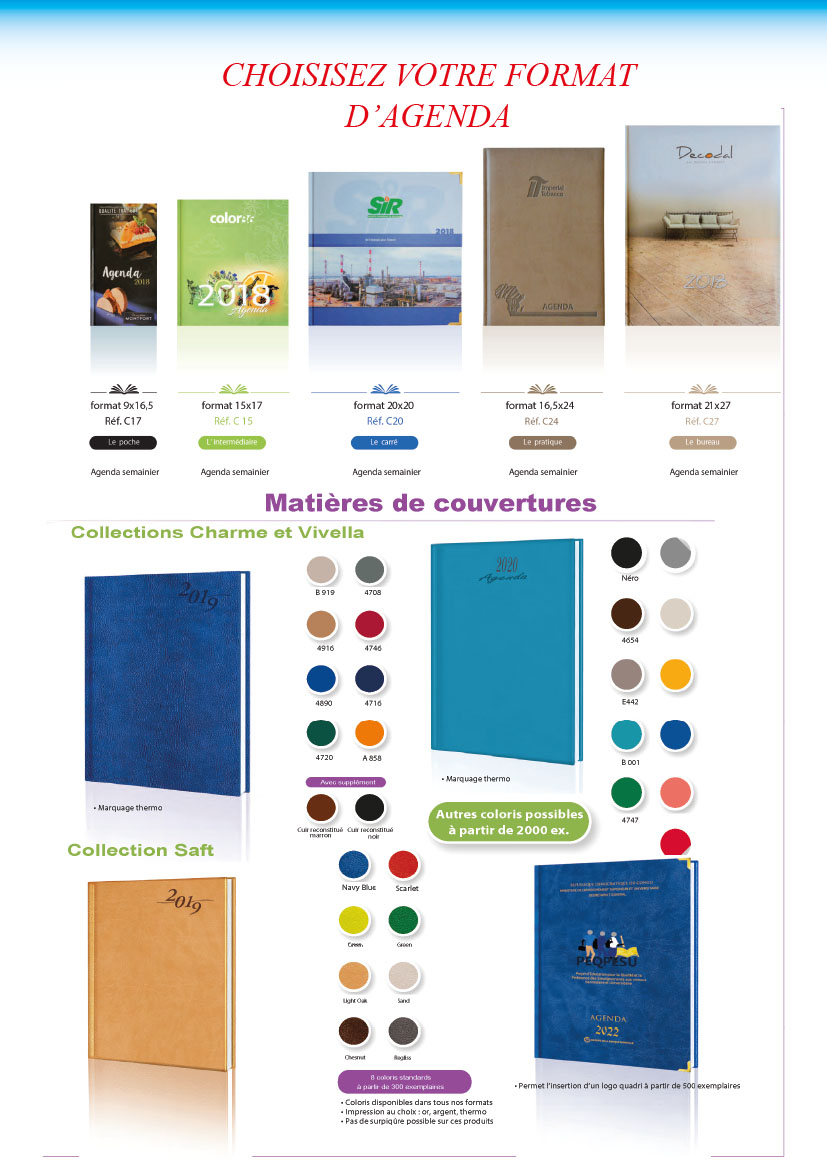 CHOISISEZ VOTRE FORMAT
D'AGENDA
Agenda
2018
MONTFORT
color
2018
Agenda
SIR
2018
Imperial
Tobacco
AGENDA
Decodal
2018
format 9x16,5
Réf. C17
Le poche
Agenda semainier
format 15x17
Réf. C 15
L'Intermédiaire
Agenda semainier
format 20x20
Réf. C20
Le carré
Agenda semainier
format 16,5x24
Réf. C24
Le pratique
Agenda semainier
format 21x27
Réf. C27
Le bureau
Agenda semainier
Matières de couvertures
Collections Charme et Vivella
2019
• Marquage thermo
B 919
4708
4916
4746
4890
4716
4720
A 858
Avec supplément
Cuir reconstitué
marron
Cuir reconstitué
noir
2020
Agenda
• Marquage thermo
Autres coloris possibles
à partir de 2000 ex.
Néro
4654
E442
B 001
4747
Collection Saft
2019
Navy Blue
Scarlet
Green
Light Oak
Sand
Chesnut
8 coloris standards
à partir de 300 exemplaires
• Coloris disponibles dans tous nos formats
• Impression au choix : or, argent, thermo
• Pas de surpiqûre possible sur ces produits
REPUBLIQUE DEMOCRATIQUE DU CONGO
PEQPESU
AGENDA
2022
• Permet l'insertion d'un logo quadri à partir de 500 exemplaires